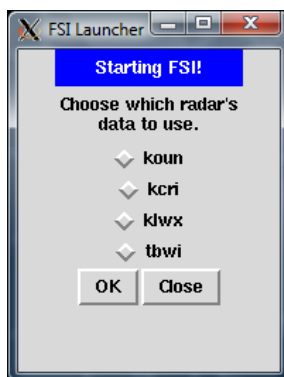 FSI Launcher
Starting FSI!
Choose which radar's
data to use.
koun
kcri
klwx
tbwi
OK Close